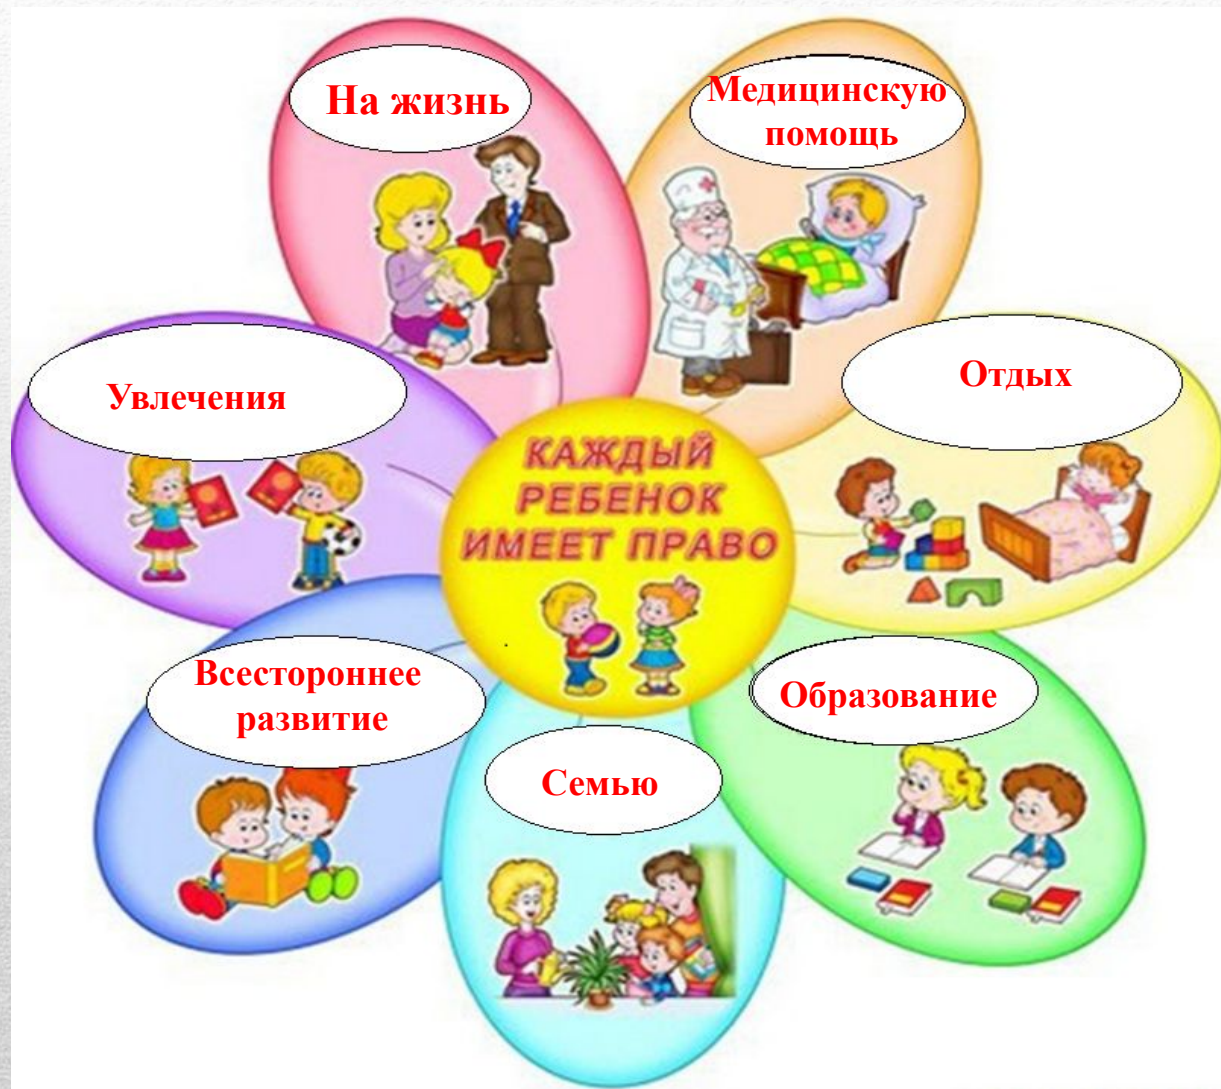 КАЖДЫЙ
РЕБЕНОК
ИМЕЕТ ПРАВО
На жизнь
Медицинскую
помощь
Отдых
Образование
Семью
Всестороннее
развитие
Увлечения